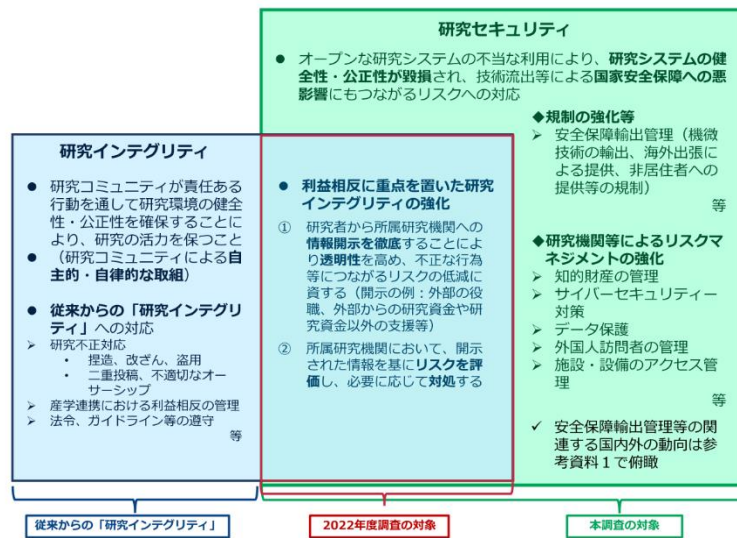 研究セキュリティ
● オープンな研究システムの不当な利用により、研究システムの健
全性・公正性が毀損され、技術流出等による国家安全保障への悪
影響にもつながるリスクへの対応
研究インテグリティ
● 研究コミュニティが責任ある
行動を通して研究環境の健全
性・公正性を確保することに
より、研究の活力を保つこと
● （研究コミュニティによる自
主的・自律的な取組）
● 従来からの「研究インテグリ
ティ」への対応
➢ 研究不正対応
• 捏造、改ざん、盗用
• 二重投稿、不適切なオー
サーシップ
➢ 産学連携における利益相反の管理
➢ 法令、ガイドライン等の遵守
等
● 利益相反に重点を置いた研究
インテグリティの強化
① 研究者から所属研究機関への
情報開示を徹底することによ
り透明性を高め、不正な行為
等につながるリスクの低減に
資する（開示の例：外部の役
職、外部からの研究資金や研
究資金以外の支援等）
② 所属研究機関において、開示
された情報を基にリスクを評
価し、必要に応じて対処する
◆規制の強化等
➢ 安全保障輸出管理（機微
技術の輸出、海外出張に
よる提供、非居住者への
提供等の規制）
等
◆研究機関等によるリスクマ
ネジメントの強化
➢ 知的財産の管理
➢ サイバーセキュリティー
対策
➢ データ保護
➢ 外国人訪問者の管理
➢ 施設・設備のアクセス管
理
等
✓ 安全保障輸出管理等の関
連する国内外の動向は参
考資料１で俯瞰
従来からの「研究インテグリティ」
2022年度調査の対象
本調査の対象